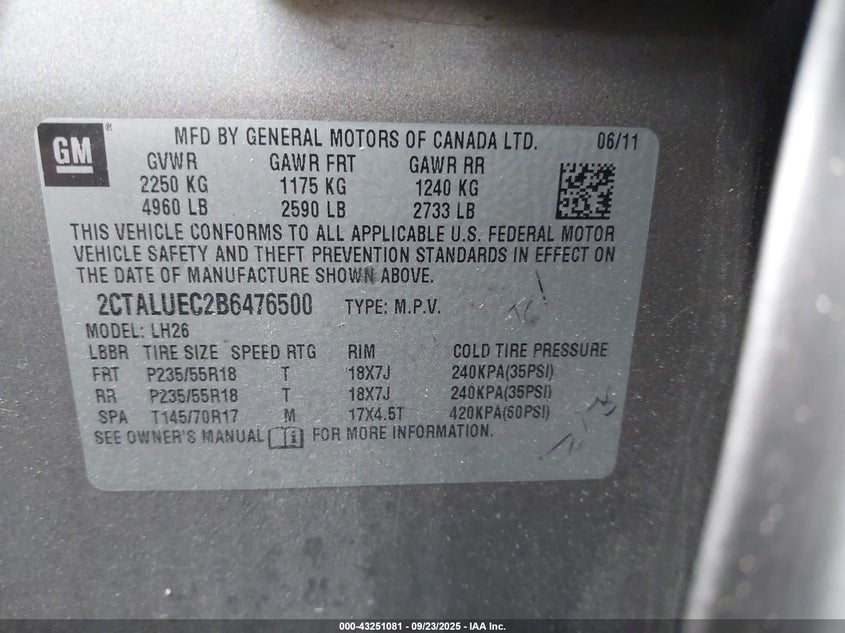 GM ® MFD BY GENERAL MOTORS OF CANADA LTD. 06/11
GVWR GAWR FRT GAWR RR
2250 KG 1175 KG 1240 KG
4960 LB 2590 LB 2733 LB
THIS VEHICLE CONFORMS TO ALL APPLICABLE U.S. FEDERAL MOTOR
VEHICLE SAFETY AND THEFT PREVENTION STANDARDS IN EFFECT ON
THE DATE OF MANUFACTURE SHOWN ABOVE.
2CTALUEC2B6476500 TYPE: M.P.V.
MODEL: LH26
LBBR TIRE SIZE SPEED RTG RIM COLD TIRE PRESSURE
FRT P235/55R18 T 18X7J 240KPA(35PSI)
RR P235/55R18 T 18X7J 240KPA(35PSI)
SPA T145/70R17 M 17X4.5T 420KPA(60PSI)
SEE OWNER'S MANUAL FOR MORE INFORMATION.
000-43251081 - 09/23/2025 - IAA Inc.